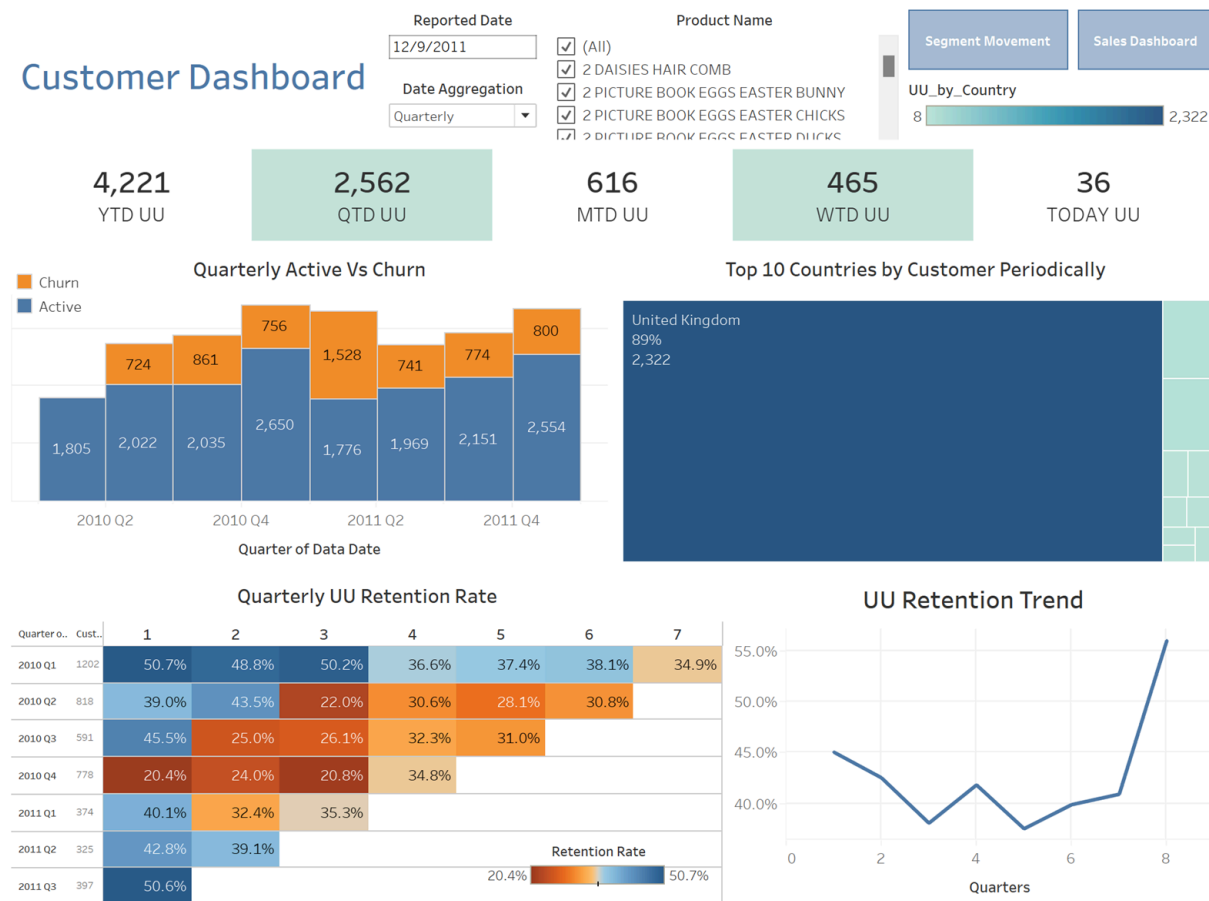 Customer Dashboard
Reported Date
12/9/2011
Date Aggregation
Quarterly
Product Name
(All)
2 DAISIES HAIR COMB
2 PICTURE BOOK EGGS EASTER BUNNY
2 PICTURE BOOK EGGS EASTER CHICKS
2 PICTURE BOOK EGGS EASTER DUCKS
Segment Movement
Sales Dashboard
UU_by_Country
8 2,322
4,221
YTD UU
2,562
QTD UU
616
MTD UU
465
WTD UU
36
TODAY UU
Quarterly Active Vs Churn
Churn
Active
724 861 756 1,528 741 774 800
1,805 2,022 2,035 2,650 1,776 1,969 2,151 2,554
2010 Q2 2010 Q4 2011 Q2 2011 Q4
Quarter of Data Date
Top 10 Countries by Customer Periodically
United Kingdom
89%
2,322
Quarterly UU Retention Rate
Quarter o.. Cust.. 1 2 3 4 5 6 7
2010 Q1 1202 50.7% 48.8% 50.2% 36.6% 37.4% 38.1% 34.9%
2010 Q2 818 39.0% 43.5% 22.0% 30.6% 28.1% 30.8%
2010 Q3 591 45.5% 25.0% 26.1% 32.3% 31.0%
2010 Q4 778 20.4% 24.0% 20.8% 34.8%
2011 Q1 374 40.1% 32.4% 35.3%
2011 Q2 325 42.8% 39.1%
2011 Q3 397 50.6%
Retention Rate
20.4% 50.7%
UU Retention Trend
55.0%
50.0%
45.0%
40.0%
0 2 4 6 8
Quarters